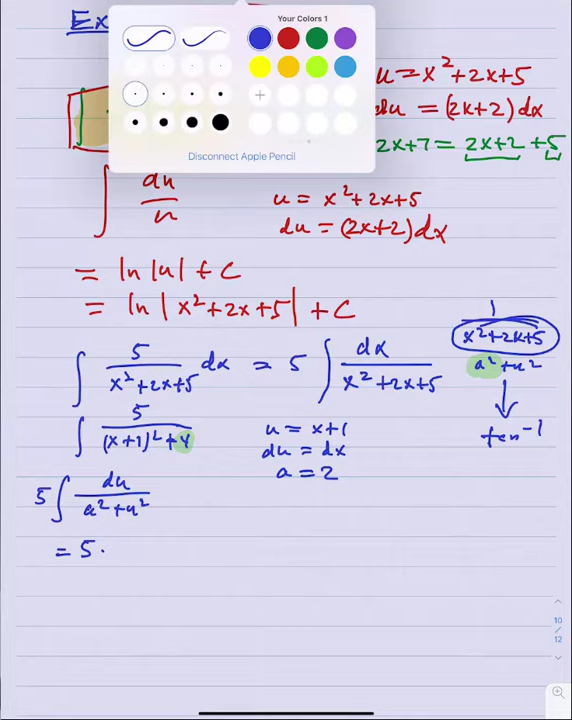 Ex
Your Colors 1
Disconnect Apple Pencil
u = x² + 2x + 5
du = (2x+2) dx
2x+7 = 2x+2 + 5
∫ du/u
u = x² + 2x + 5
du = (2x+2) dx
= ln |u| + C
= ln | x² + 2x + 5 | + C
∫ 5/(x² + 2x + 5) dx = 5 ∫ dx/(x² + 2x + 5)
1/(x² + 2x + 5)
a² + u²
↓
tan⁻¹
∫ 5/((x+1)² + 4)
u = x+1
du = dx
a = 2
5 ∫ du/(a² + u²)
= 5 ·
10
/
12